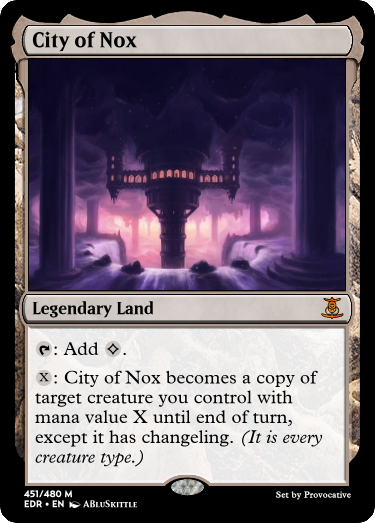 City of Nox
Legendary Land
: Add .
X: City of Nox becomes a copy of
target creature you control with
mana value X until end of turn,
except it has changeling. (It is every
creature type.)
451/480 M
EDR • EN ABluSkittle
Set by Provocative